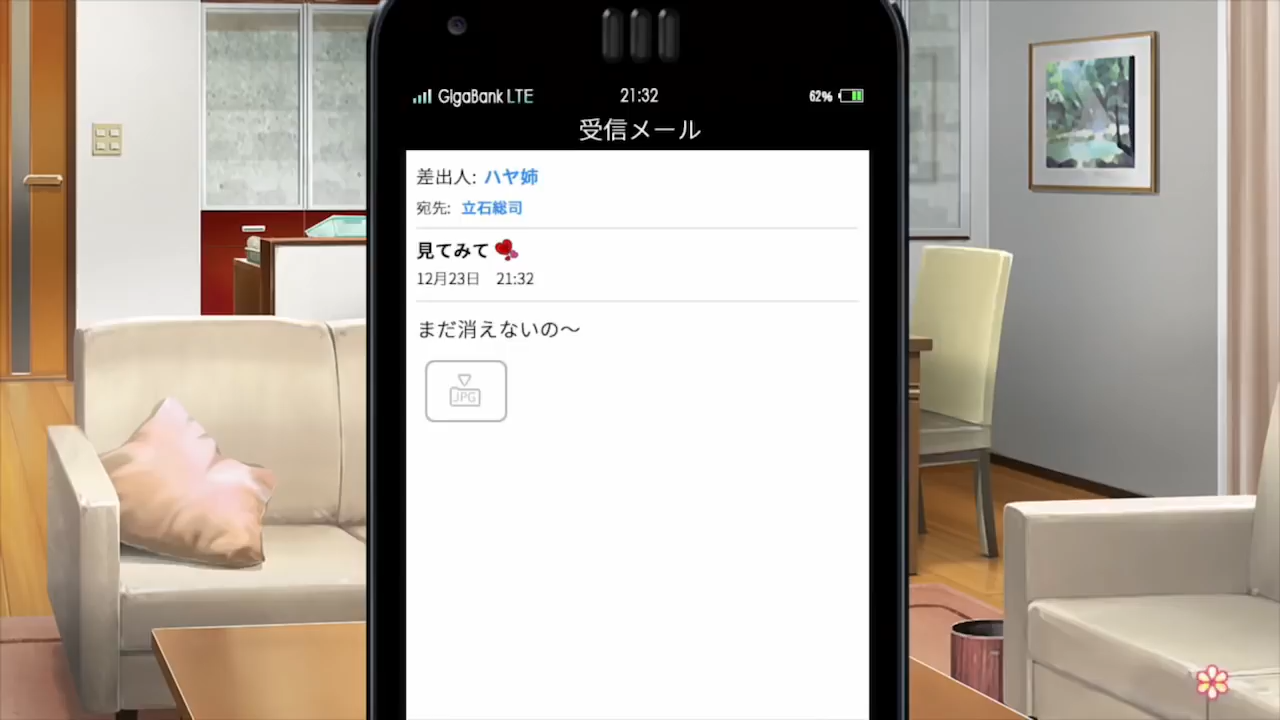 GigaBank LTE 21:32 62%
受信メール
差出人: ハヤ姉
宛先: 立石総司
見てみて
12月23日 21:32
まだ消えないの～
JPG